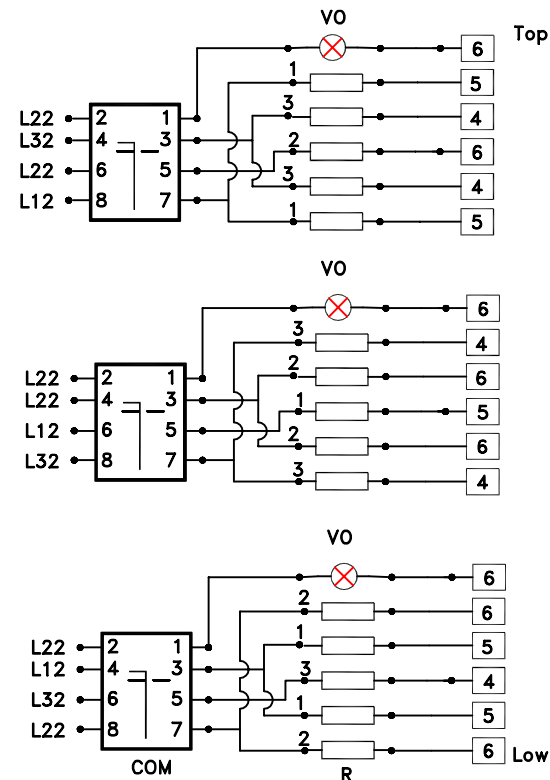 VO
6 Top
1 5
L22 2 1 3 4
L32 4 3
2 6
L22 6 5
3 4
L12 8 7
1 5
VO
6
3 4
L22 2 1 2 6
L22 4 3
1 5
L12 6 5
2 6
L32 8 7
3 4
VO
6
2 6
L22 2 1 1 5
L12 4 3
3 4
L32 6 5
1 5
L22 8 7
2 6 Low
COM
R